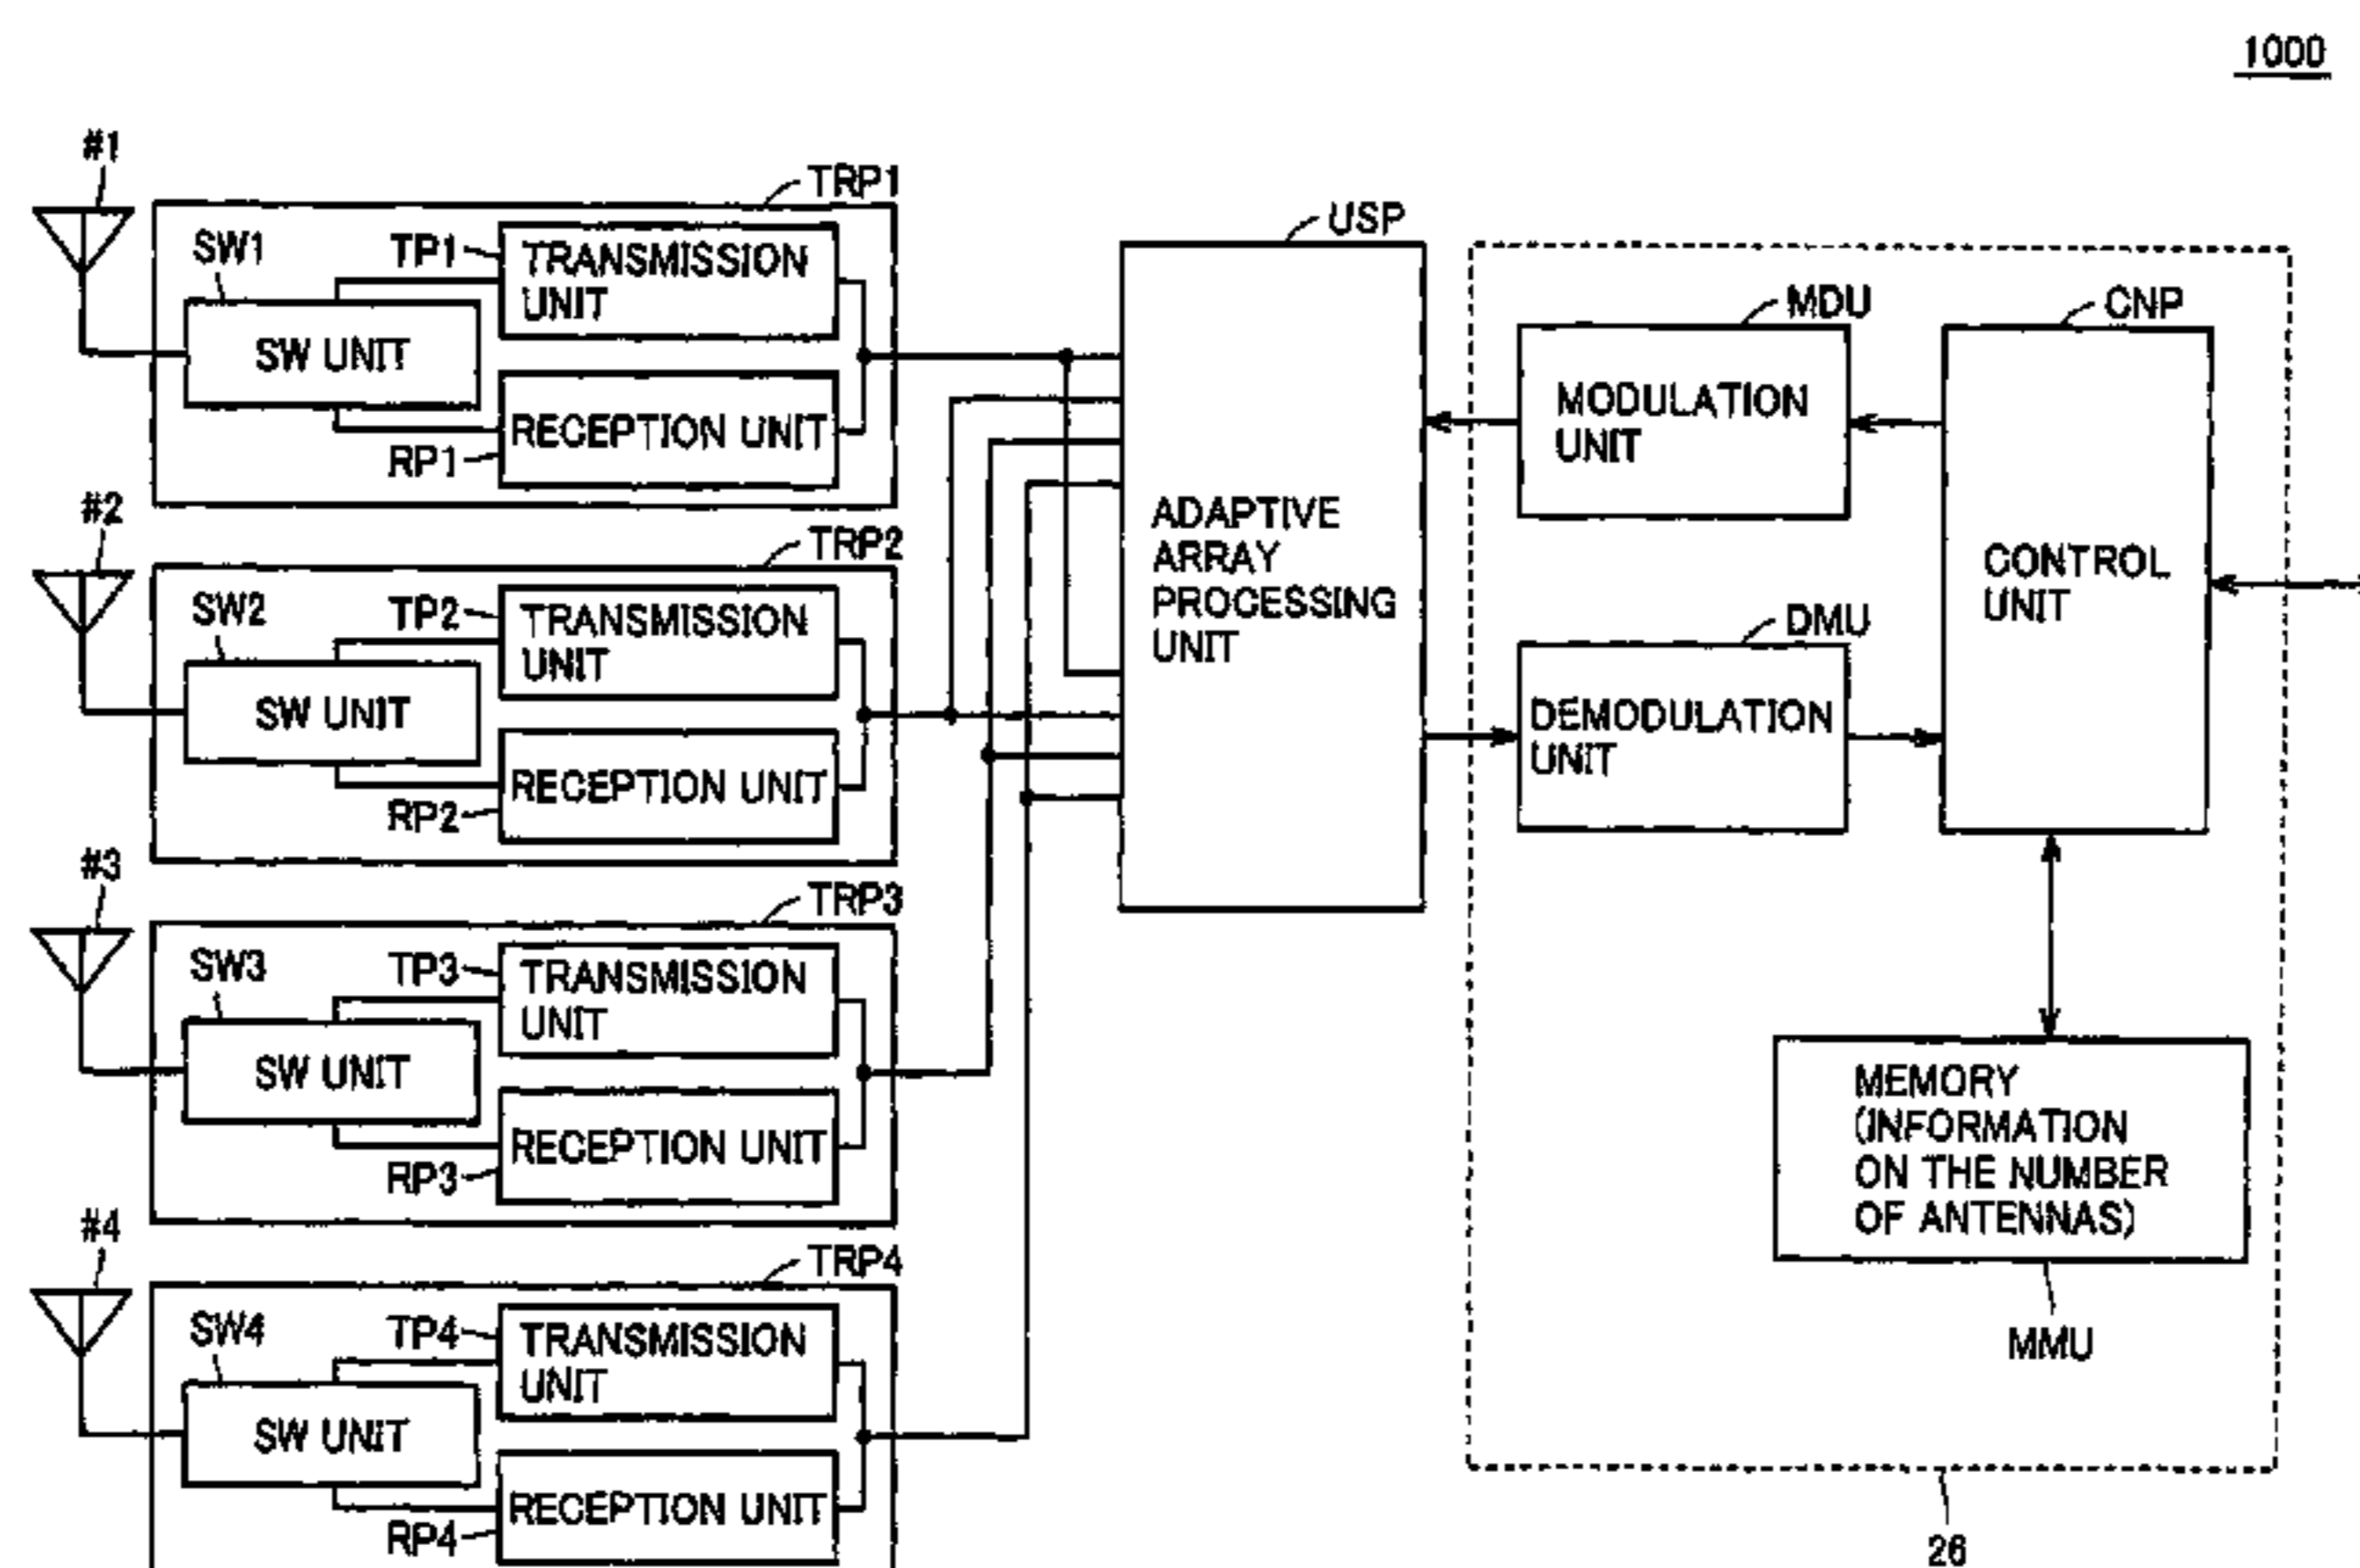 1000
#1
TRP1
SW1
TP1
TRANSMISSION
UNIT
SW UNIT
RECEPTION UNIT
RP1
#2
TRP2
SW2
TP2
TRANSMISSION
UNIT
SW UNIT
RECEPTION UNIT
RP2
#3
TRP3
SW3
TP3
TRANSMISSION
UNIT
SW UNIT
RECEPTION UNIT
RP3
#4
TRP4
SW4
TP4
TRANSMISSION
UNIT
SW UNIT
RECEPTION UNIT
RP4
USP
ADAPTIVE
ARRAY
PROCESSING
UNIT
MDU
MODULATION
UNIT
DMU
DEMODULATION
UNIT
CNP
CONTROL
UNIT
MEMORY
(INFORMATION
ON THE NUMBER
OF ANTENNAS)
MMU
26